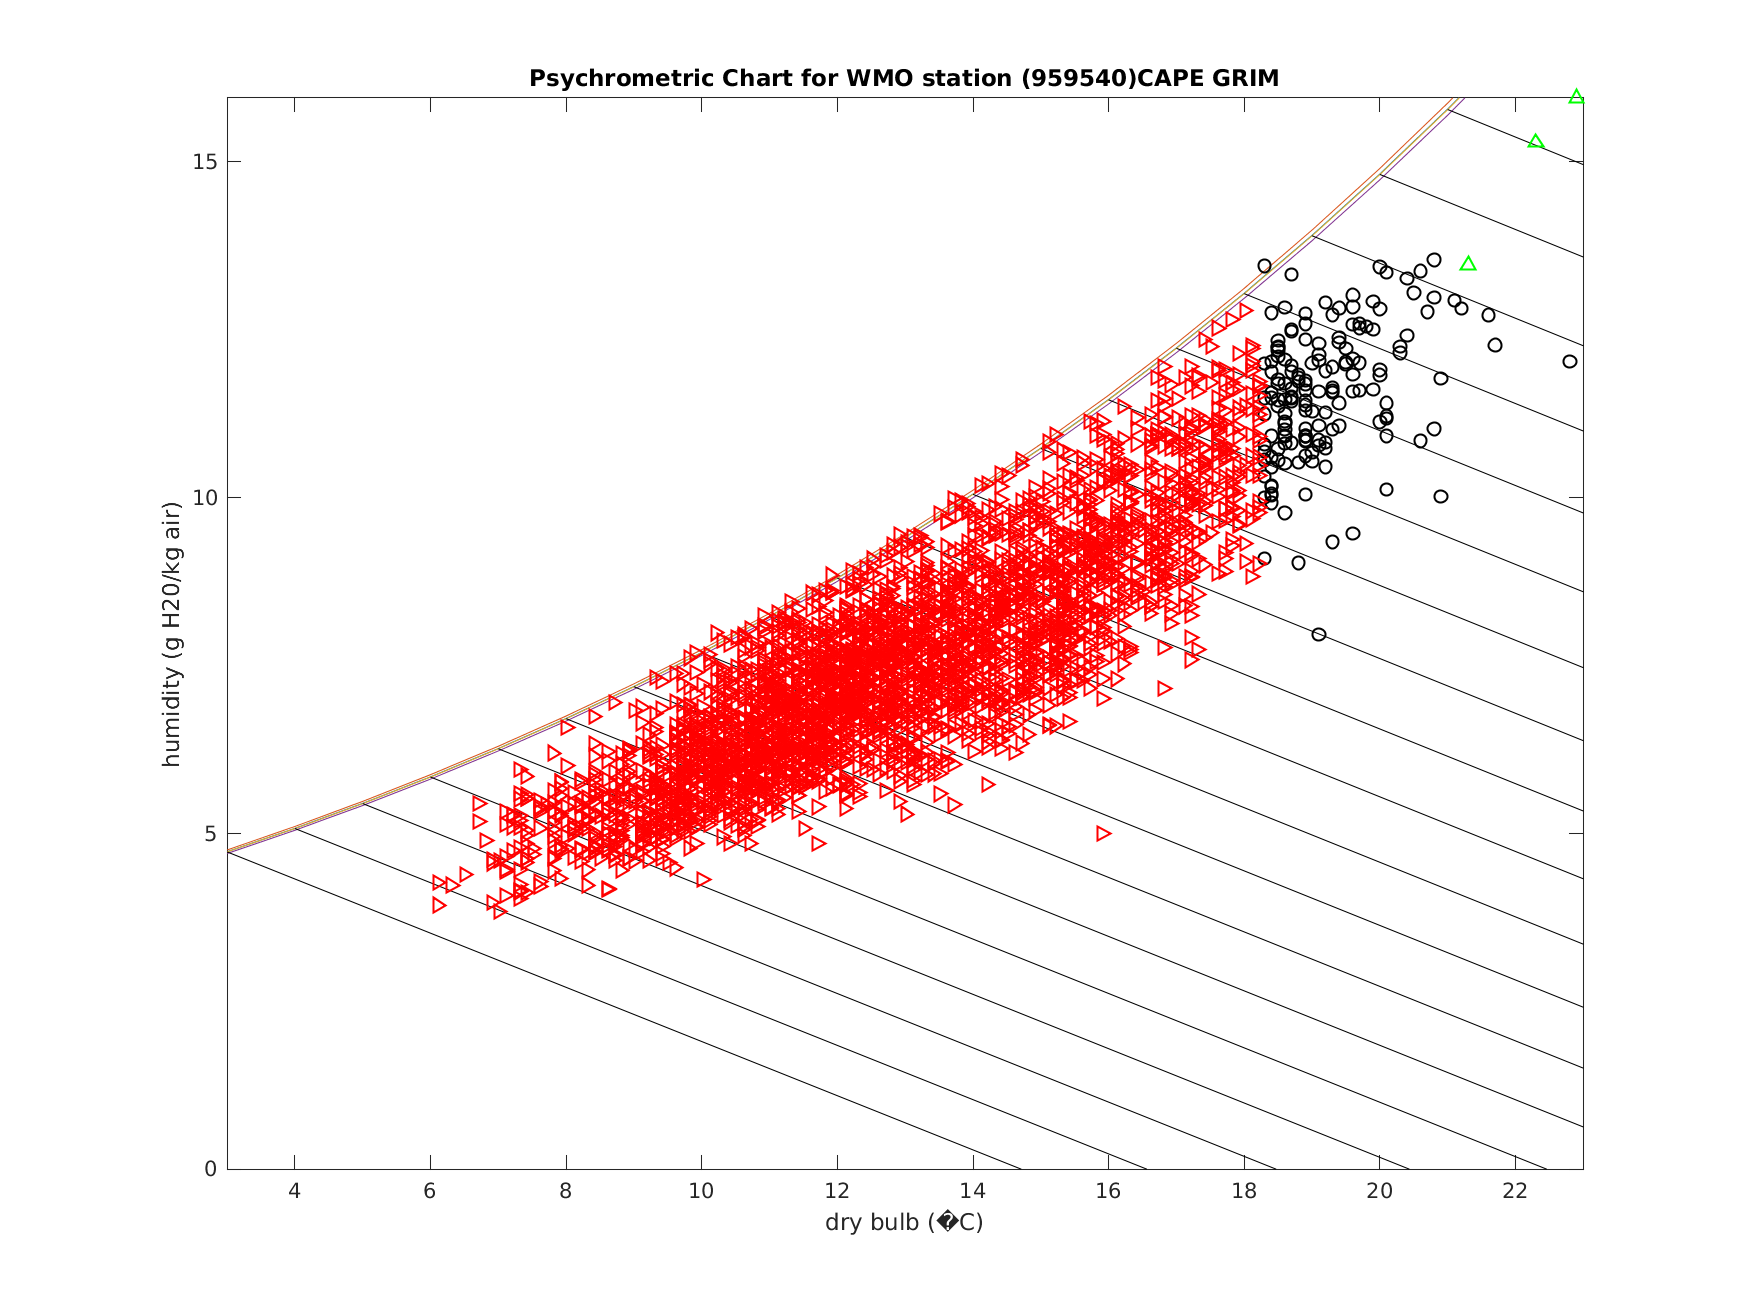 Psychrometric Chart for WMO station (959540)CAPE GRIM
15
10
5
0
humidity (g H20/kg air)
4 6 8 10 12 14 16 18 20 22
dry bulb (�C)